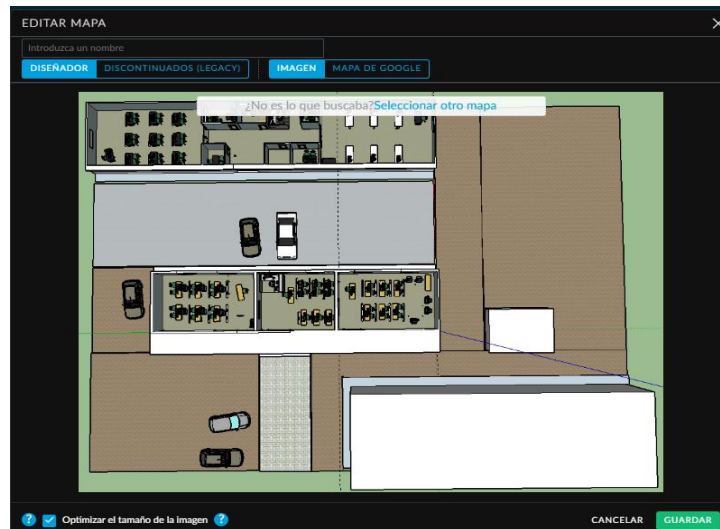 EDITAR MAPA
Introduzca un nombre
DISEÑADOR DISCONTINUADOS (LEGACY) IMAGEN MAPA DE GOOGLE
¿No es lo que buscaba?Seleccionar otro mapa
? Optimizar el tamaño de la imagen ? CANCELAR GUARDAR